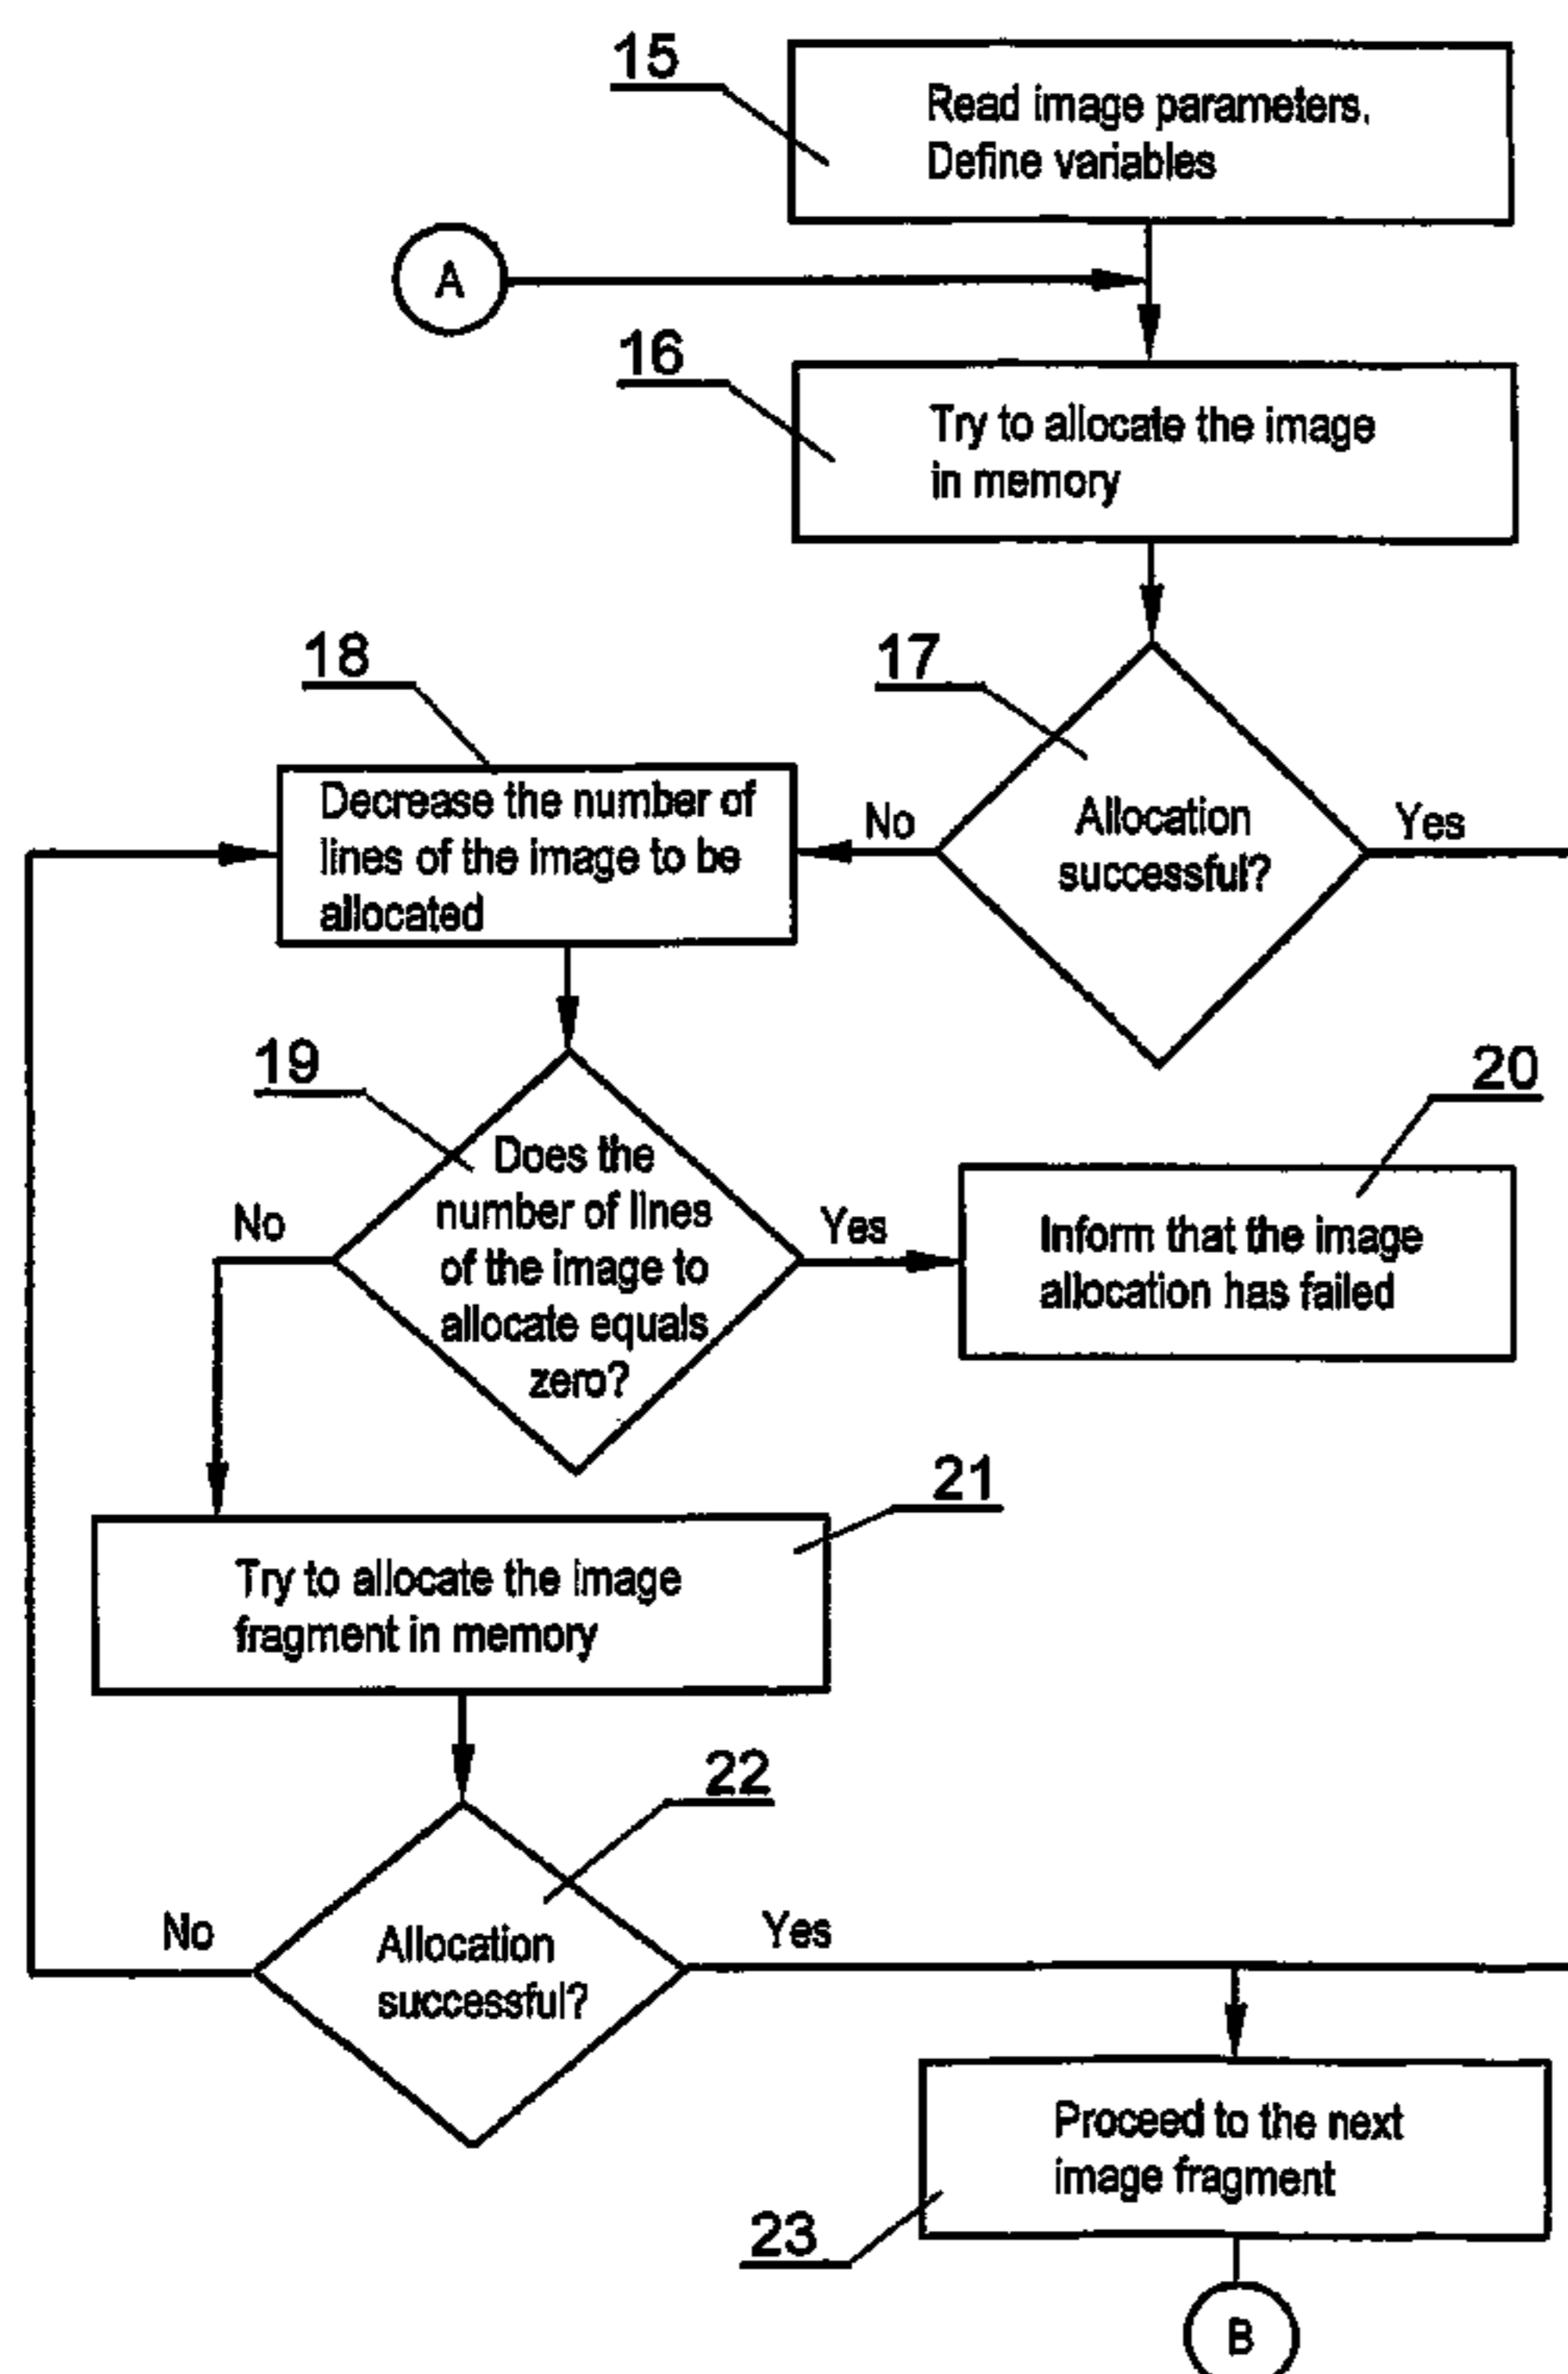 15
Read image parameters.
Define variables
A
16
Try to allocate the image
in memory
17
Allocation
successful?
No
Yes
18
Decrease the number of
lines of the image to be
allocated
19
Does the
number of lines
of the image to
allocate equals
zero?
No
Yes
20
Inform that the image
allocation has failed
21
Try to allocate the image
fragment in memory
22
Allocation
successful?
No
Yes
Proceed to the next
image fragment
23
B